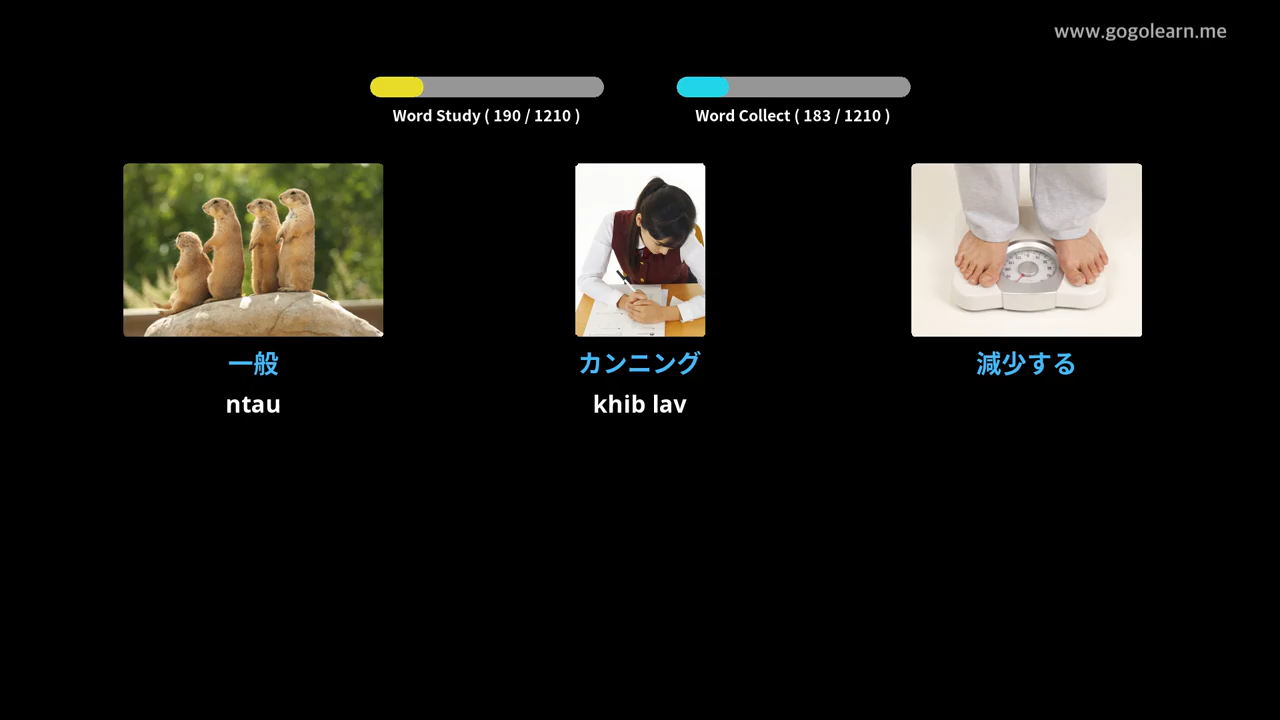 www.gogolearn.me
Word Study ( 190 / 1210 )
Word Collect ( 183 / 1210 )
一般
カンニング
減少する
ntau
khib lav